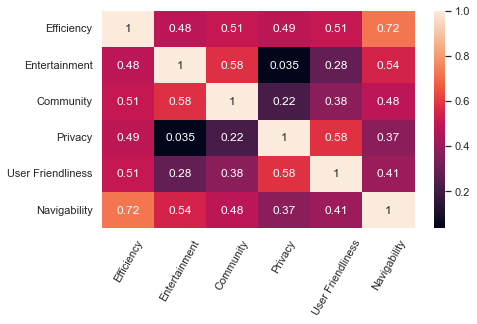 Efficiency 1 0.48 0.51 0.49 0.51 0.72
Entertainment 0.48 1 0.58 0.035 0.28 0.54
Community 0.51 0.58 1 0.22 0.38 0.48
Privacy 0.49 0.035 0.22 1 0.58 0.37
User Friendliness 0.51 0.28 0.38 0.58 1 0.41
Navigability 0.72 0.54 0.48 0.37 0.41 1
Efficiency Entertainment Community Privacy User Friendliness Navigability
1.0
0.8
0.6
0.4
0.2